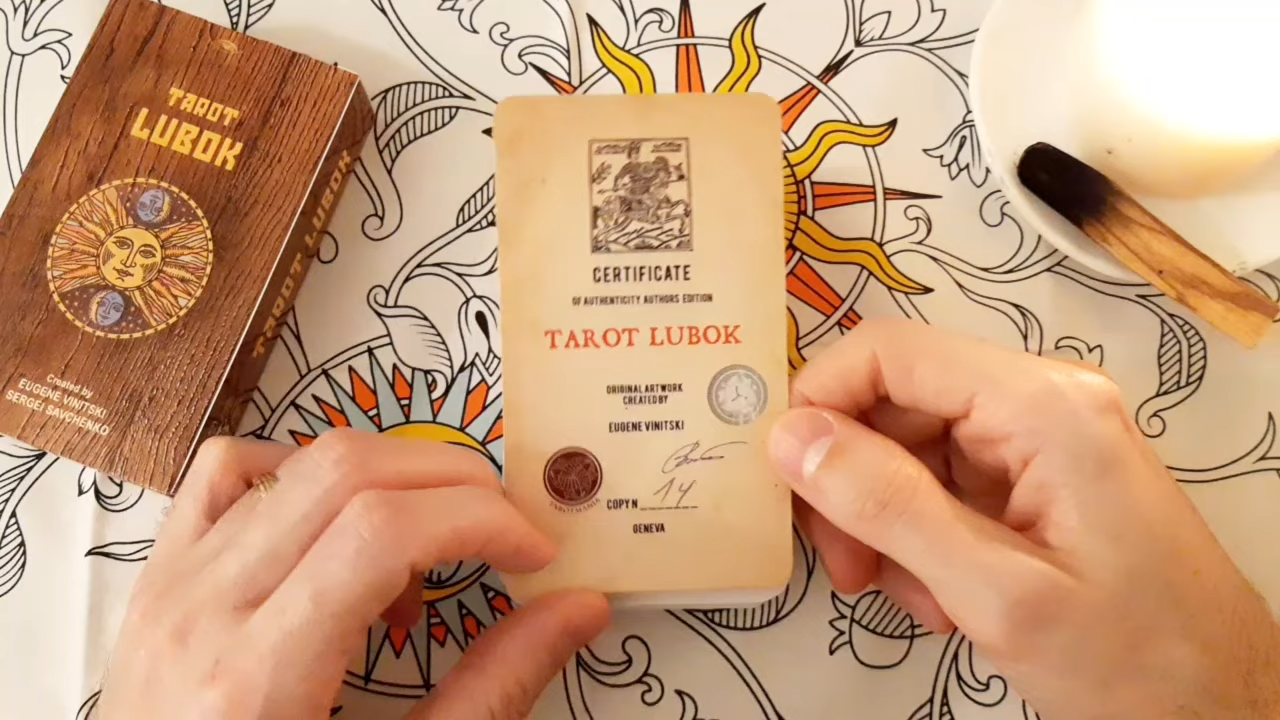 TAROT
LUBOK
Created by
EUGENE VINITSKI
SERGEI SAVCHENKO
TAROT LUBOK
CERTIFICATE
OF AUTHENTICITY AUTHORS EDITION
TAROT LUBOK
ORIGINAL ARTWORK
CREATED BY
EUGENE VINITSKI
TAROTMANIA
COPY N 14
GENEVA